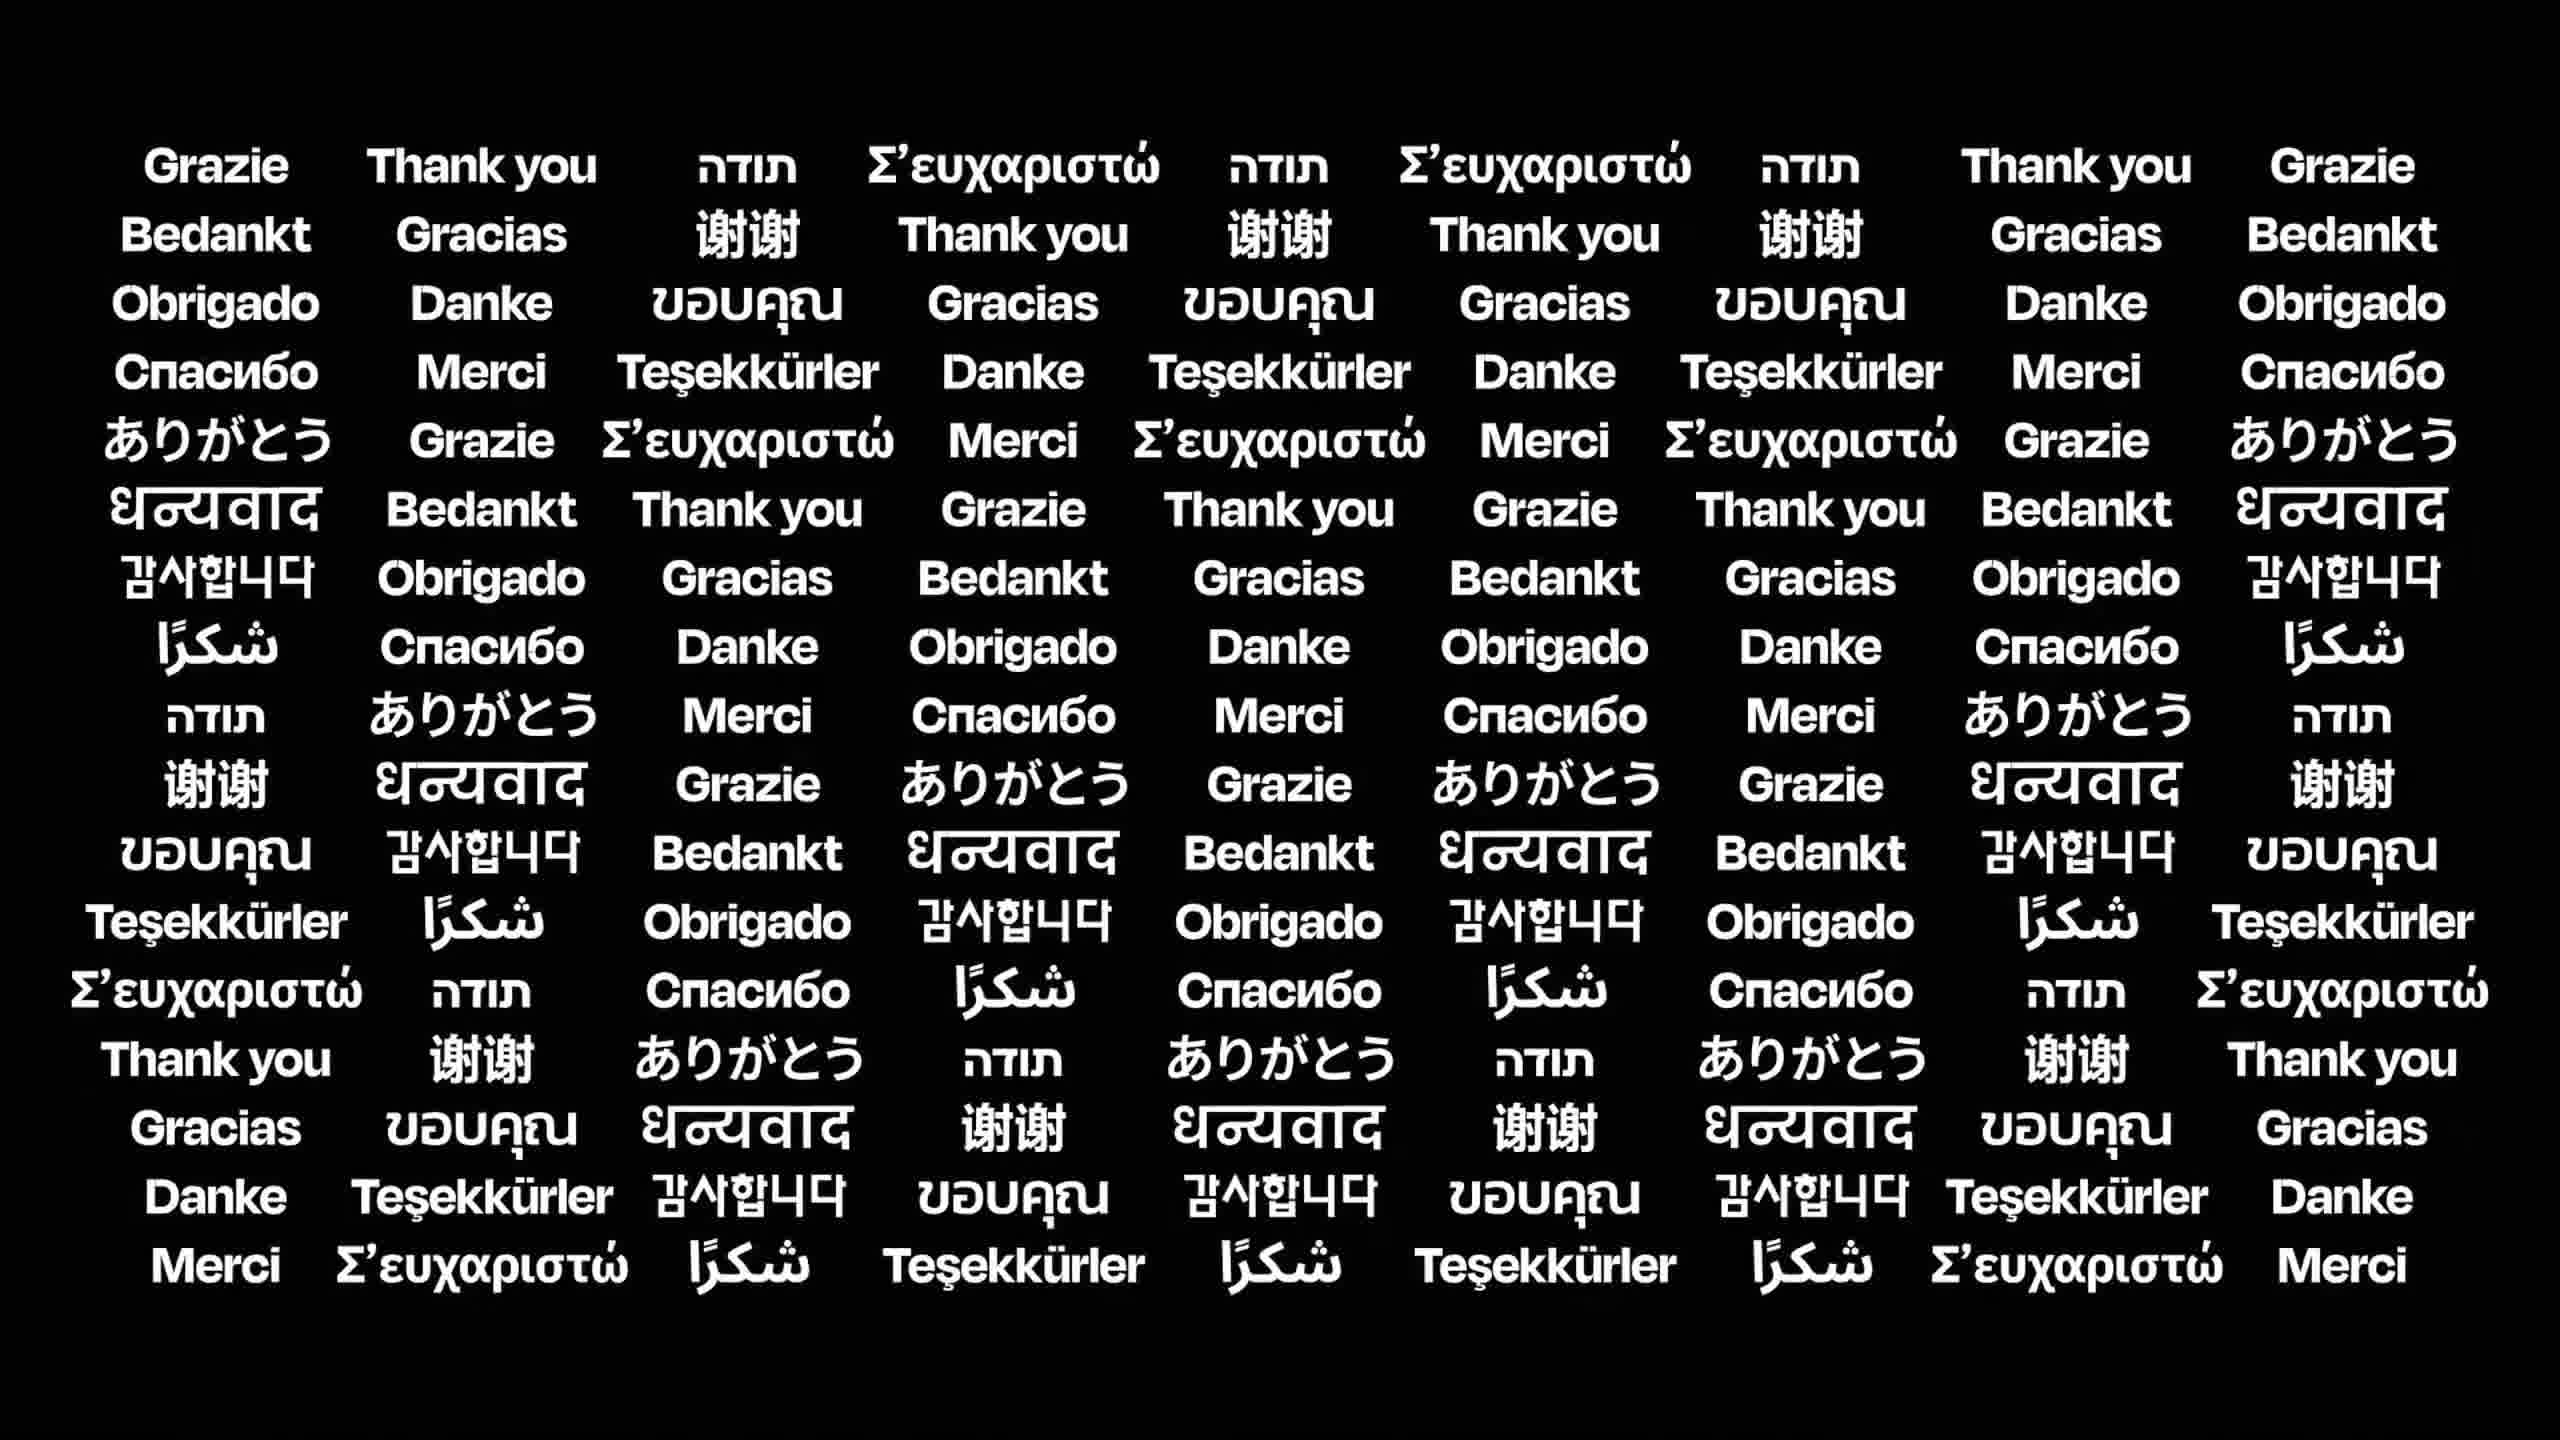 Grazie Thank you תודה Σ’ευχαριστώ תודה Σ’ευχαριστώ תודה Thank you Grazie
Bedankt Gracias 谢谢 Thank you 谢谢 Thank you 谢谢 Gracias Bedankt
Obrigado Danke ขอบคุณ Gracias ขอบคุณ Gracias ขอบคุณ Danke Obrigado
Спасибо Merci Teşekkürler Danke Teşekkürler Danke Teşekkürler Merci Спасибо
ありがとう Grazie Σ’ευχαριστώ Merci Σ’ευχαριστώ Merci Σ’ευχαριστώ Grazie ありがとう
धन्यवाद Bedankt Thank you Grazie Thank you Grazie Thank you Bedankt धन्यवाद
감사합니다 Obrigado Gracias Bedankt Gracias Bedankt Gracias Obrigado 감사합니다
شكرًا Спасибо Danke Obrigado Danke Obrigado Danke Спасибо شكرًا
תודה ありがとう Merci Спасибо Merci Спасибо Merci ありがとう תודה
谢谢 धन्यवाद Grazie ありがとう Grazie ありがとう Grazie धन्यवाद 谢谢
ขอบคุณ 감사합니다 Bedankt धन्यवाद Bedankt धन्यवाद Bedankt 감사합니다 ขอบคุณ
Teşekkürler شكرًا Obrigado 감사합니다 Obrigado 감사합니다 Obrigado شكرًا Teşekkürler
Σ’ευχαριστώ תודה Спасибо شكرًا Спасибо شكرًا Спасибо תודה Σ’ευχαριστώ
Thank you 谢谢 ありがとう תודה ありがとう תודה ありがとう 谢谢 Thank you
Gracias ขอบคุณ धन्यवाद 谢谢 धन्यवाद 谢谢 धन्यवाद ขอบคุณ Gracias
Danke Teşekkürler 감사합니다 ขอบคุณ 감사합니다 ขอบคุณ 감사합니다 Teşekkürler Danke
Merci Σ’ευχαριστώ شكرًا Teşekkürler شكرًا Teşekkürler شكرًا Σ’ευχαριστώ Merci